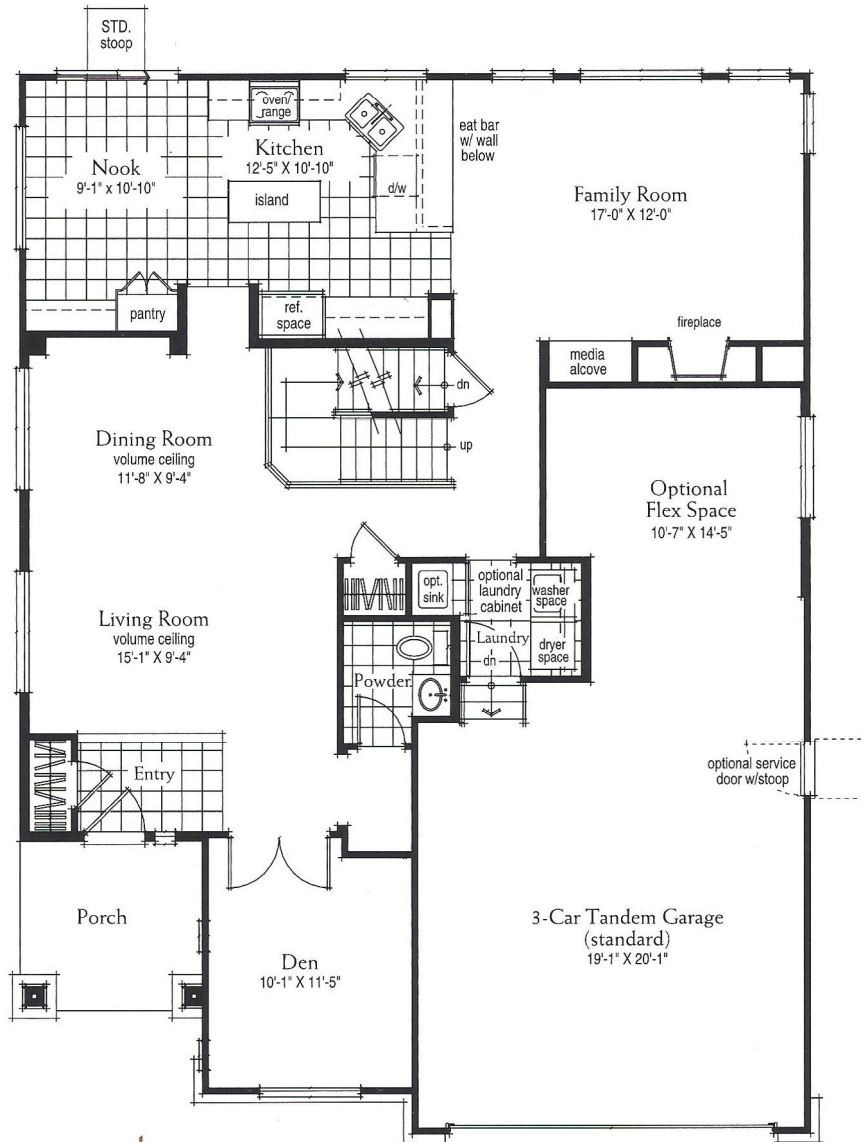 STD.
stoop
oven/
range
Kitchen
12'-5" X 10'-10"
Nook
9'-1" x 10'-10"
island
d/w
eat bar
w/ wall
below
Family Room
17'-0" X 12'-0"
pantry
ref.
space
fireplace
media
alcove
dn
up
Dining Room
volume ceiling
11'-8" X 9'-4"
Optional
Flex Space
10'-7" X 14'-5"
opt.
sink
optional
laundry
cabinet
washer
space
Living Room
volume ceiling
15'-1" X 9'-4"
Laundry
dn
dryer
space
Powder
Entry
optional service
door w/stoop
Porch
Den
10'-1" X 11'-5"
3-Car Tandem Garage
(standard)
19'-1" X 20'-1"